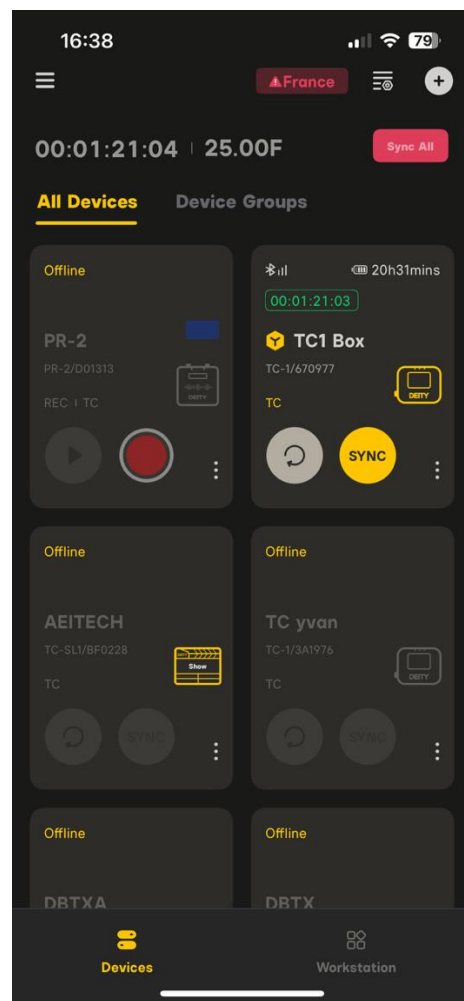 16:38
79
France
00:01:21:04 25.00F
Sync All
All Devices Device Groups
Offline
PR-2
PR-2/D01313
REC | TC
DEITY
20h31mins
00:01:21:03
TC1 Box
TC-1/670977
TC
DEITY
SYNC
Offline
AEITECH
TC-SL1/BF0228
TC
Show
SYNC
Offline
TC yvan
TC-1/3A1976
TC
DEITY
SYNC
Offline
DBTXA
Offline
DBTX
Devices
Workstation